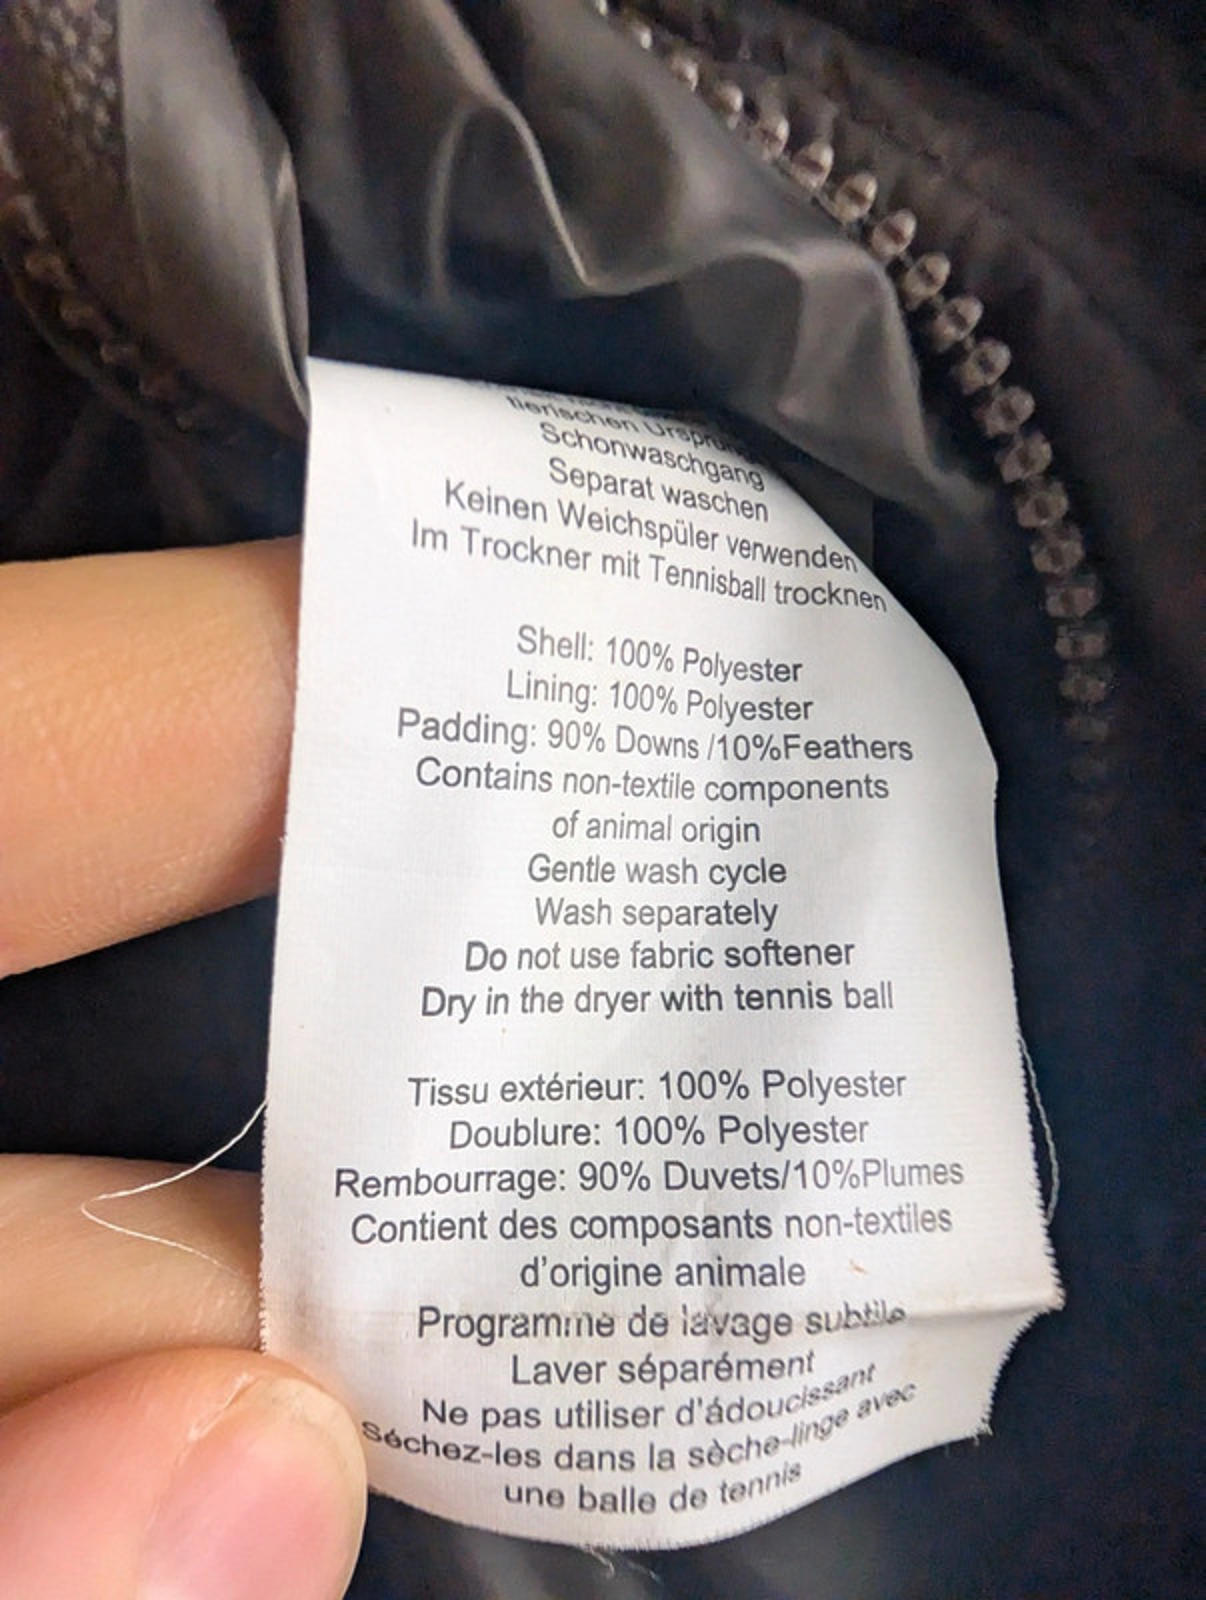 tierischen
Schonwaschgang
Separat waschen
Keinen Weichspüler verwenden
Im Trockner mit Tennisball trocknen
Shell: 100% Polyester
Lining: 100% Polyester
Padding: 90% Downs /10%Feathers
Contains non-textile components
of animal origin
Gentle wash cycle
Wash separately
Do not use fabric softener
Dry in the dryer with tennis ball
Tissu extérieur: 100% Polyester
Doublure: 100% Polyester
Rembourrage: 90% Duvets/10%Plumes
Contient des composants non-textiles
d'origine animale
Programme de lavage subtile
Laver séparément
Ne pas utiliser d'ádoucissant
Séchez-les dans la sèche-linge avec
une balle de tennis